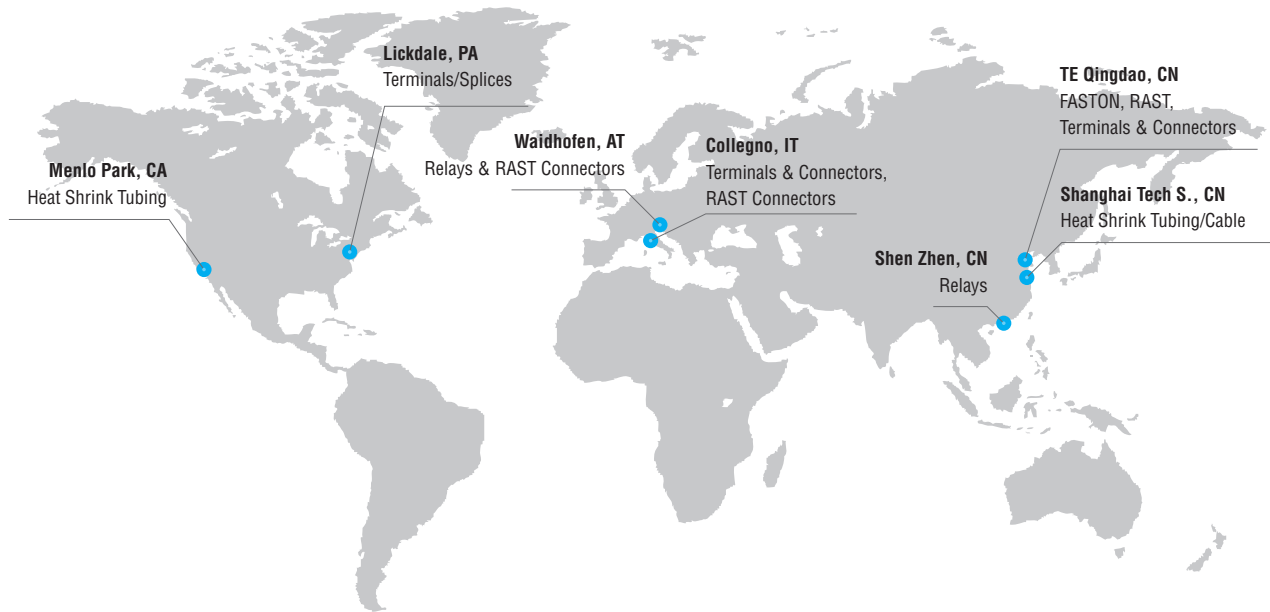 Lickdale, PA
Terminals/Splices
Menlo Park, CA
Heat Shrink Tubing
Waidhofen, AT
Relays & RAST Connectors
Collegno, IT
Terminals & Connectors,
RAST Connectors
TE Qingdao, CN
FASTON, RAST,
Terminals & Connectors
Shanghai Tech S., CN
Heat Shrink Tubing/Cable
Shen Zhen, CN
Relays